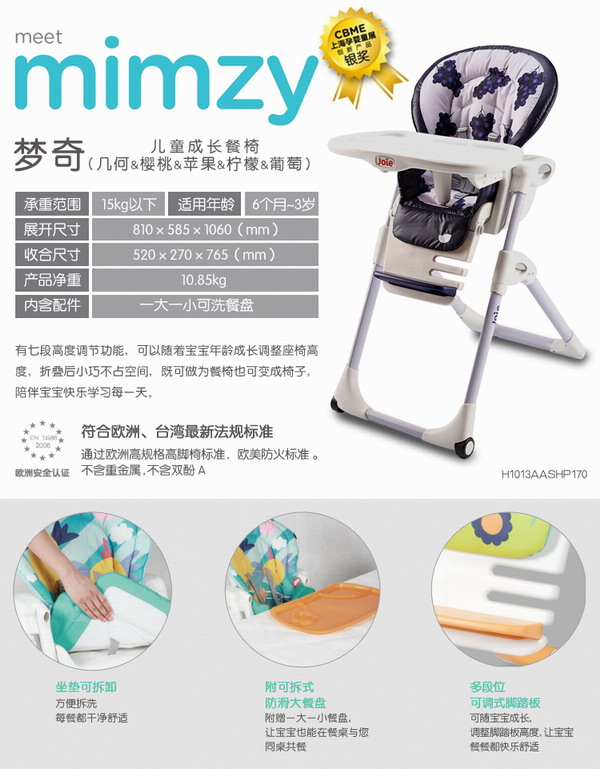 meet
mimzy
CBME
上海孕婴童展
创新产品
银奖
梦奇
儿童成长餐椅
（几何&樱桃&苹果&柠檬&葡萄）
Joie
承重范围 15kg以下 适用年龄 6个月~3岁
展开尺寸 810×585×1060（mm）
收合尺寸 520×270×765（mm）
产品净重 10.85kg
内含配件 一大一小可洗餐盘
有七段高度调节功能，可以随着宝宝年龄成长调整座椅高
度，折叠后小巧不占空间，既可做为餐椅也可变成椅子，
陪伴宝宝快乐学习每一天。
EN 14988
2006
欧洲安全认证
符合欧洲、台湾最新法规标准
通过欧洲高规格高脚椅标准，欧美防火标准。
不含重金属,不含双酚A
Joie
H1013AASHP170
坐垫可拆卸
方便拆洗
每餐都干净舒适
附可拆式
防滑大餐盘
附赠一大一小餐盘,
让宝宝也能在餐桌与您
同桌共餐
多段位
可调式脚踏板
可随宝宝成长,
调整脚踏板高度,让宝宝
餐餐都快乐舒适